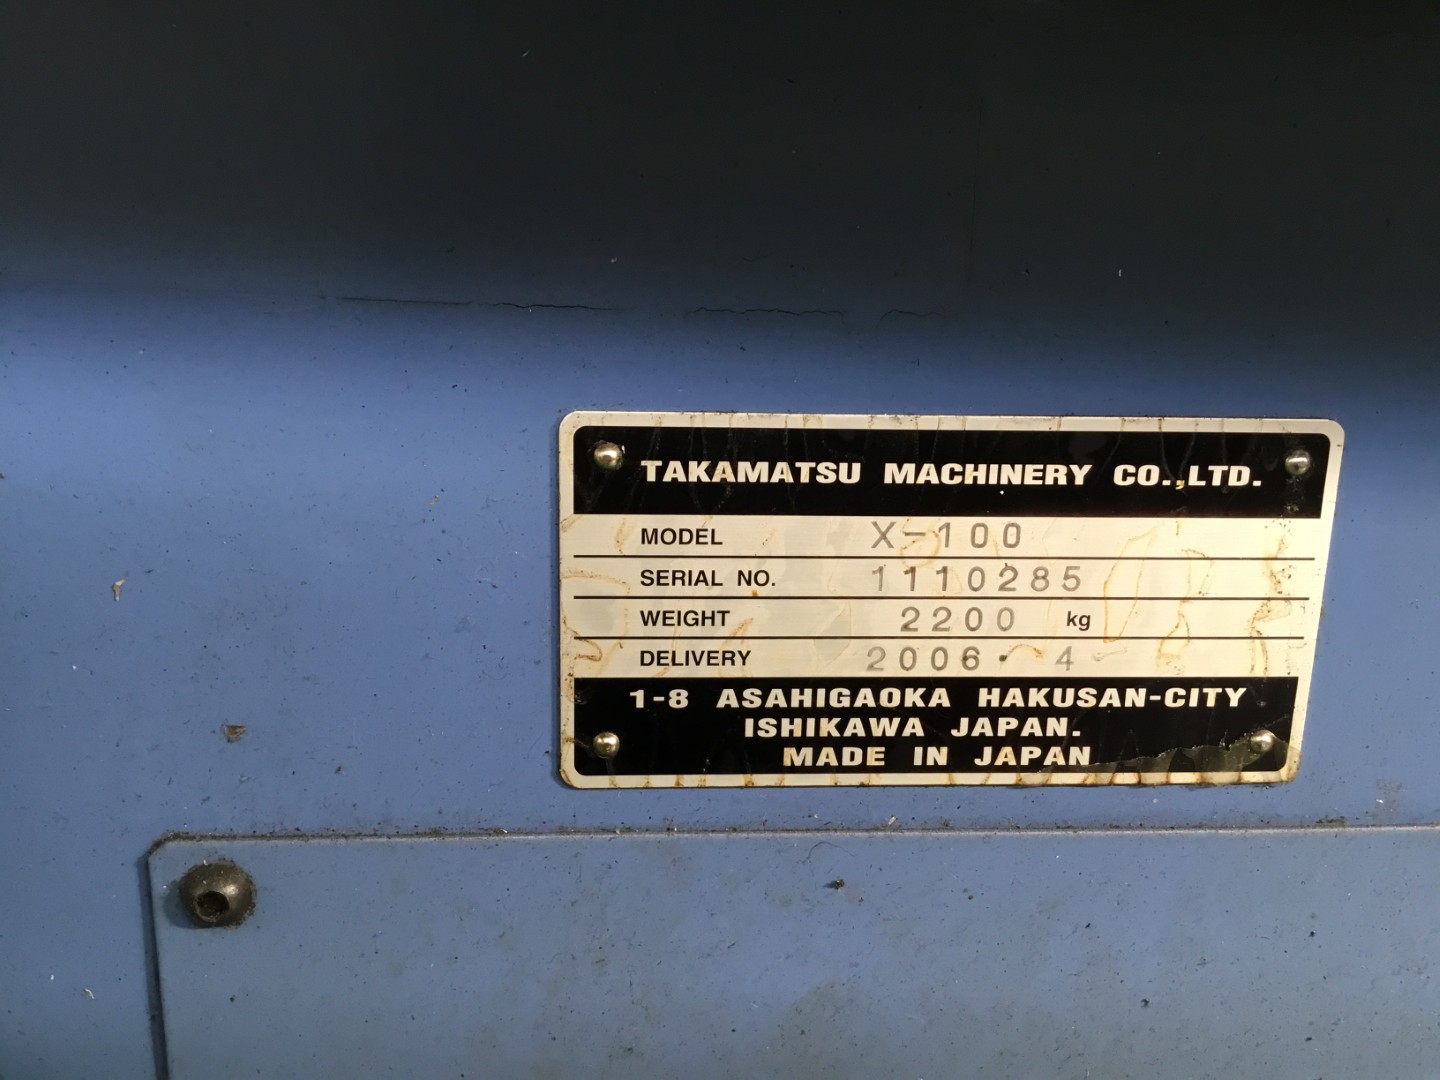 TAKAMATSU MACHINERY CO.,LTD.
MODEL X-100
SERIAL NO. 1110285
WEIGHT 2200 kg
DELIVERY 2006・ 4
1-8 ASAHIGAOKA HAKUSAN-CITY
ISHIKAWA JAPAN.
MADE IN JAPAN